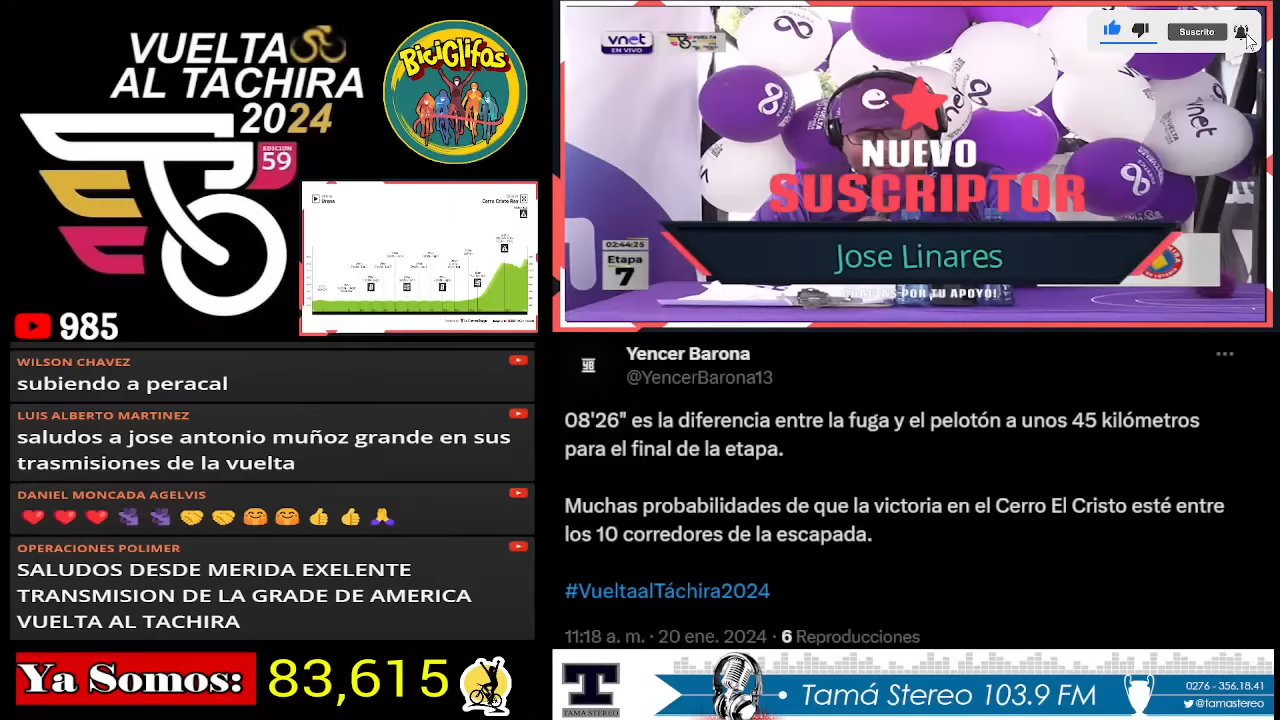 VUELTA
AL TACHIRA
2024
EDICION
59
BiciGlifos
Cerro Cristo Rey
985
WILSON CHAVEZ
subiendo a peracal
LUIS ALBERTO MARTINEZ
saludos a jose antonio muñoz grande en sus
trasmisiones de la vuelta
DANIEL MONCADA AGELVIS
OPERACIONES POLIMER
SALUDOS DESDE MERIDA EXELENTE
TRANSMISION DE LA GRADE DE AMERICA
VUELTA AL TACHIRA
Ya Somos: 83,615
vnet
EN VIVO
Suscrito
vnet
NUEVO
SUSCRIPTOR
Jose Linares
POR TU APOYO!
02:44:25
Etapa
7
Yencer Barona
@YencerBarona13
08'26" es la diferencia entre la fuga y el pelotón a unos 45 kilómetros
para el final de la etapa.
Muchas probabilidades de que la victoria en el Cerro El Cristo esté entre
los 10 corredores de la escapada.
#VueltaalTáchira2024
11:18 a. m. · 20 ene. 2024 · 6 Reproducciones
T
TAMA STEREO
Tamá Stereo 103.9 FM
0276 - 356.18.41
@tamastereo